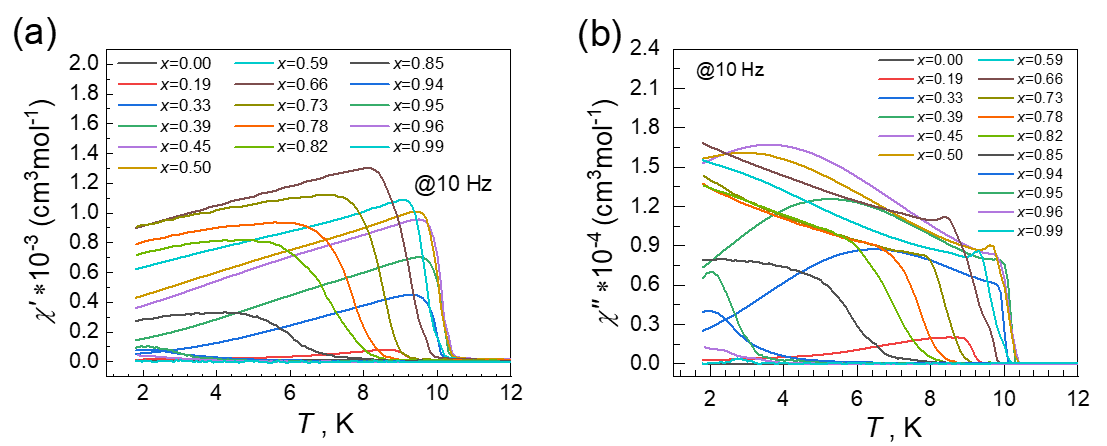 (a)
2.0
1.8
1.6
1.4
1.2
1.0
0.8
0.6
0.4
0.2
0.0
χ′*10⁻³ (cm³mol⁻¹)
x=0.00
x=0.19
x=0.33
x=0.39
x=0.45
x=0.50
x=0.59
x=0.66
x=0.73
x=0.78
x=0.82
x=0.85
x=0.94
x=0.95
x=0.96
x=0.99
@10 Hz
2 4 6 8 10 12
T , K
(b)
2.4
2.1
1.8
1.5
1.2
0.9
0.6
0.3
0.0
χ″*10⁻⁴ (cm³mol⁻¹)
@10 Hz
x=0.00
x=0.19
x=0.33
x=0.39
x=0.45
x=0.50
x=0.59
x=0.66
x=0.73
x=0.78
x=0.82
x=0.85
x=0.94
x=0.95
x=0.96
x=0.99
2 4 6 8 10 12
T , K